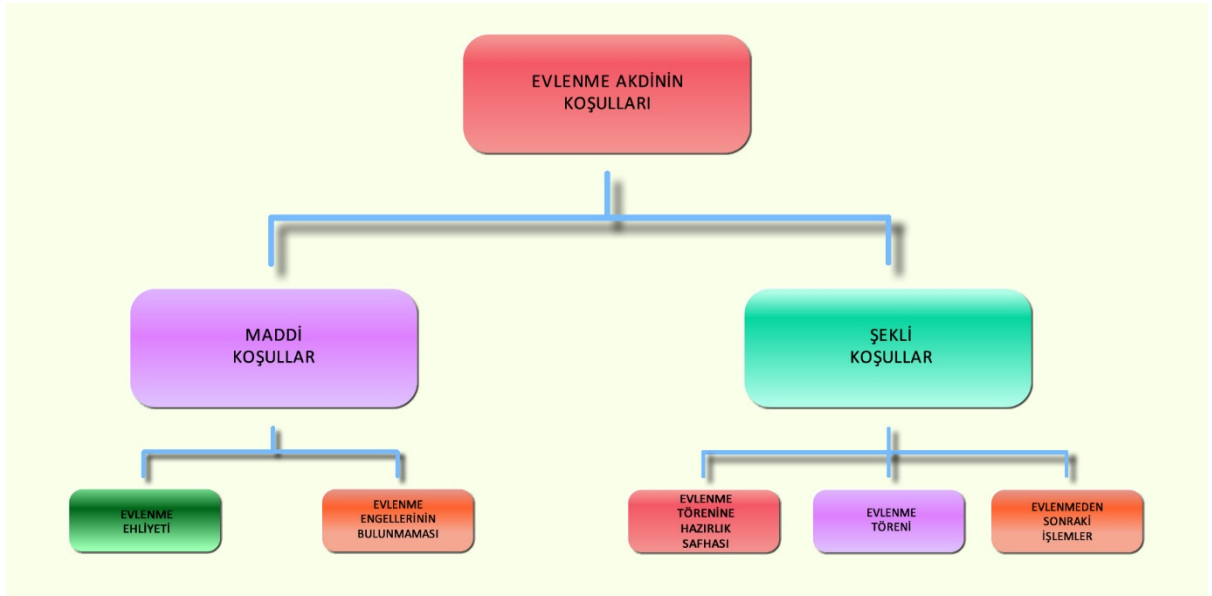 EVLENME AKDİNİN
KOŞULLARI
MADDİ
KOŞULLAR
ŞEKLİ
KOŞULLAR
EVLENME
EHLİYETİ
EVLENME
ENGELLERİNİN
BULUNMAMASI
EVLENME
TÖRENİNE
HAZIRLIK
SAFHASI
EVLENME
TÖRENİ
EVLENMEDEN
SONRAKİ
İŞLEMLER